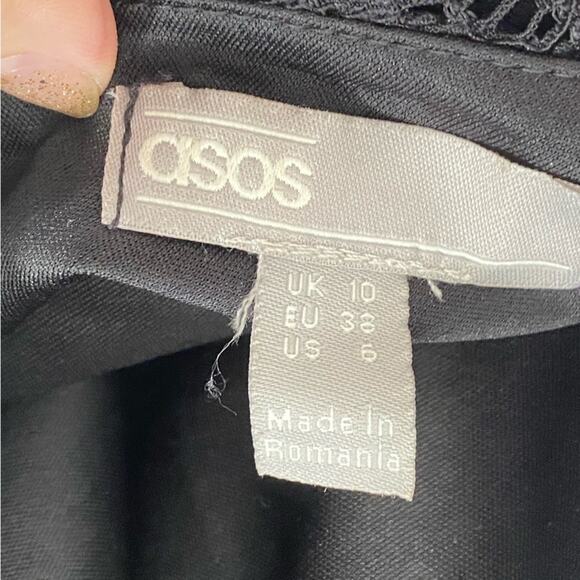 asos
UK 10
EU 38
US 6
Made in
Romania